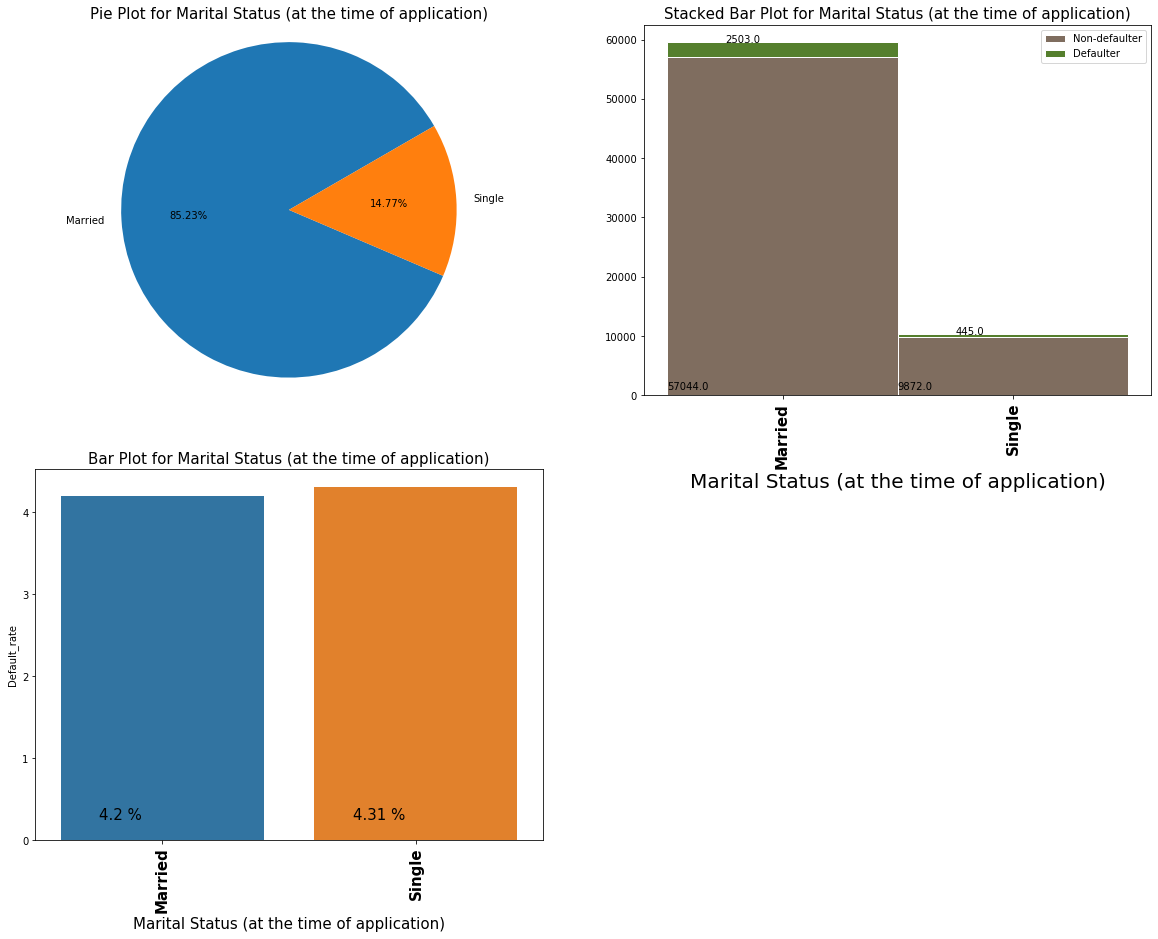 Pie Plot for Marital Status (at the time of application)
Married
85.23%
14.77%
Single
Stacked Bar Plot for Marital Status (at the time of application)
60000
50000
40000
30000
20000
10000
0
2503.0
Non-defaulter
Defaulter
445.0
57044.0
9872.0
Married
Single
Marital Status (at the time of application)
Bar Plot for Marital Status (at the time of application)
Default_rate
4
3
2
1
0
4.2 %
4.31 %
Married
Single
Marital Status (at the time of application)